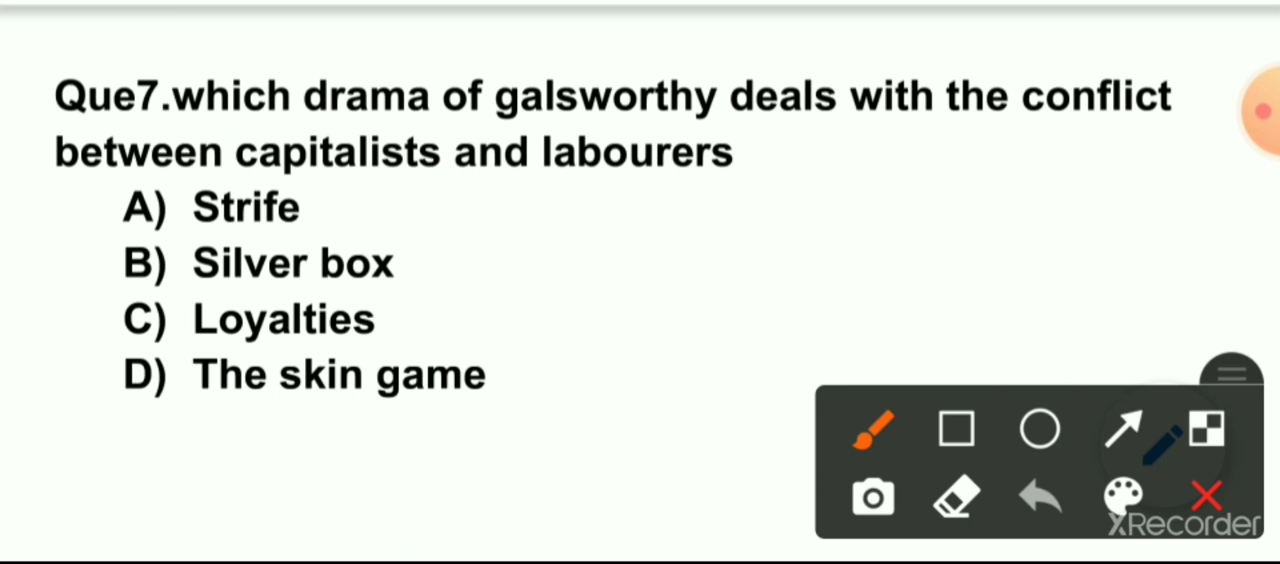 Que7.which drama of galsworthy deals with the conflict
between capitalists and labourers
A) Strife
B) Silver box
C) Loyalties
D) The skin game
XRecorder